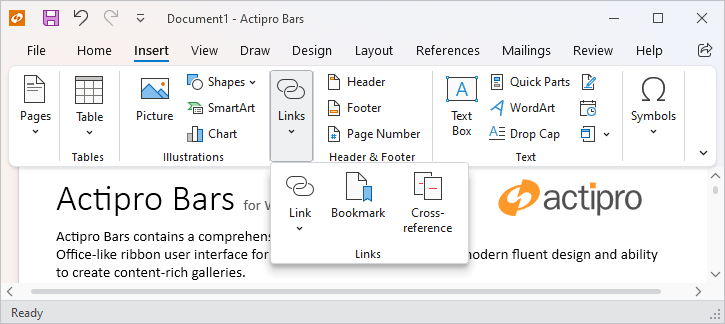 Document1 - Actipro Bars
File Home Insert View Draw Design Layout References Mailings Review Help
Pages
Table
Tables
Picture
Shapes
SmartArt
Chart
Illustrations
Links
Header
Footer
Page Number
Header & Footer
A
Text
Box
Quick Parts
A WordArt
A Drop Cap
Text
Ω
Symbols
Link
Bookmark
Cross-
reference
Links
Actipro Bars for W
actipro
Actipro Bars contains a comprehens
Office-like ribbon user interface for modern fluent design and ability
to create content-rich galleries.
Ready